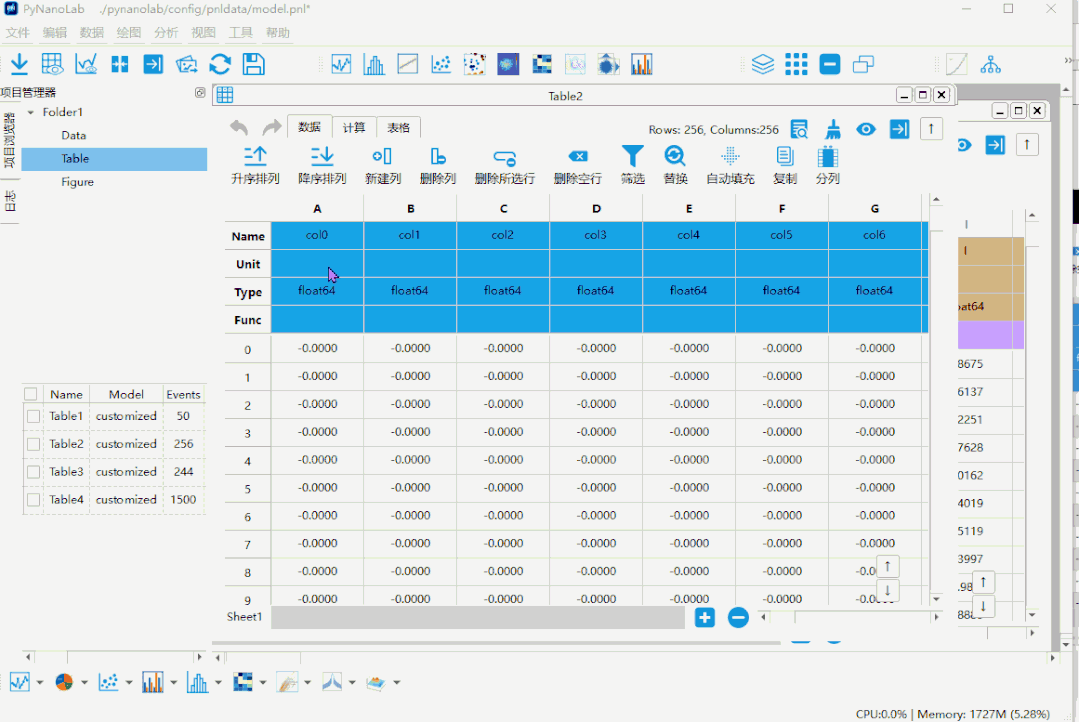 PyNanoLab ./pynanolab/config/pnldata/model.pnl*
文件 编辑 数据 绘图 分析 视图 工具 帮助
项目管理器
项目浏览器
日志
Folder1
Data
Table
Figure
Table2
数据 计算 表格
Rows: 256, Columns:256
升序排列 降序排列 新建列 删除列 删除所选行 删除空行 筛选 替换 自动填充 复制 分列
A B C D E F G
Name col0 col1 col2 col3 col4 col5 col6
Unit
Type float64 float64 float64 float64 float64 float64 float64
Func
0 -0.0000 -0.0000 -0.0000 -0.0000 -0.0000 -0.0000 -0.0000
1 -0.0000 -0.0000 -0.0000 -0.0000 -0.0000 -0.0000 -0.0000
2 -0.0000 -0.0000 -0.0000 -0.0000 -0.0000 -0.0000 -0.0000
3 -0.0000 -0.0000 -0.0000 -0.0000 -0.0000 -0.0000 -0.0000
4 -0.0000 -0.0000 -0.0000 -0.0000 -0.0000 -0.0000 -0.0000
5 -0.0000 -0.0000 -0.0000 -0.0000 -0.0000 -0.0000 -0.0000
6 -0.0000 -0.0000 -0.0000 -0.0000 -0.0000 -0.0000 -0.0000
7 -0.0000 -0.0000 -0.0000 -0.0000 -0.0000 -0.0000 -0.0000
8 -0.0000 -0.0000 -0.0000 -0.0000 -0.0000 -0.0000 -0.0
9 -0.0000 -0.0000 -0.0000 -0.0000 -0.0000 -0.0000
Sheet1
I
I
oat64
8675
6137
2251
7628
0162
4019
5119
3997
Name Model Events
Table1 customized 50
Table2 customized 256
Table3 customized 244
Table4 customized 1500
CPU:0.0% | Memory: 1727M (5.28%)